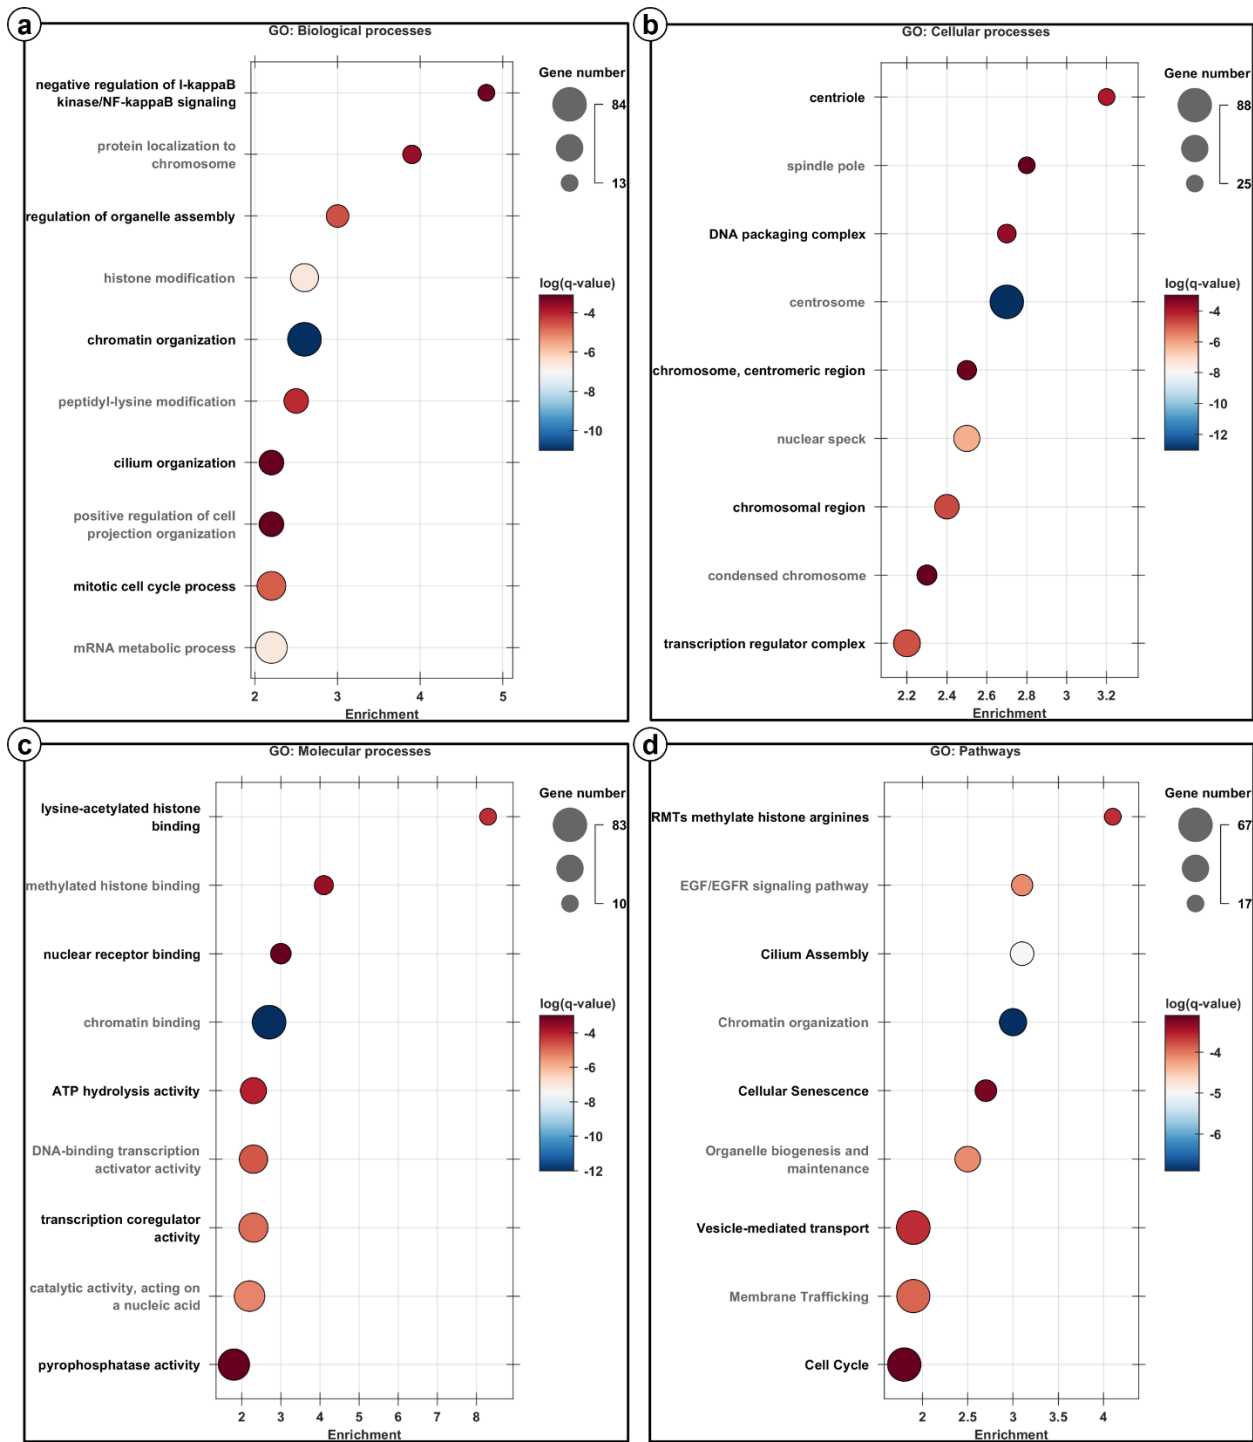 a
GO: Biological processes
negative regulation of I-kappaB
kinase/NF-kappaB signaling
protein localization to
chromosome
regulation of organelle assembly
histone modification
chromatin organization
peptidyl-lysine modification
cilium organization
positive regulation of cell
projection organization
mitotic cell cycle process
mRNA metabolic process
2 3 4 5
Enrichment
Gene number
84
13
log(q-value)
-4
-6
-8
-10
b
GO: Cellular processes
centriole
spindle pole
DNA packaging complex
centrosome
chromosome, centromeric region
nuclear speck
chromosomal region
condensed chromosome
transcription regulator complex
2.2 2.4 2.6 2.8 3 3.2
Enrichment
Gene number
88
25
log(q-value)
-4
-6
-8
-10
-12
c
GO: Molecular processes
lysine-acetylated histone
binding
methylated histone binding
nuclear receptor binding
chromatin binding
ATP hydrolysis activity
DNA-binding transcription
activator activity
transcription coregulator
activity
catalytic activity, acting on
a nucleic acid
pyrophosphatase activity
2 3 4 5 6 7 8
Enrichment
Gene number
83
10
log(q-value)
-4
-6
-8
-10
-12
d
GO: Pathways
RMTs methylate histone arginines
EGF/EGFR signaling pathway
Cilium Assembly
Chromatin organization
Cellular Senescence
Organelle biogenesis and
maintenance
Vesicle-mediated transport
Membrane Trafficking
Cell Cycle
2 2.5 3 3.5 4
Enrichment
Gene number
67
17
log(q-value)
-4
-5
-6